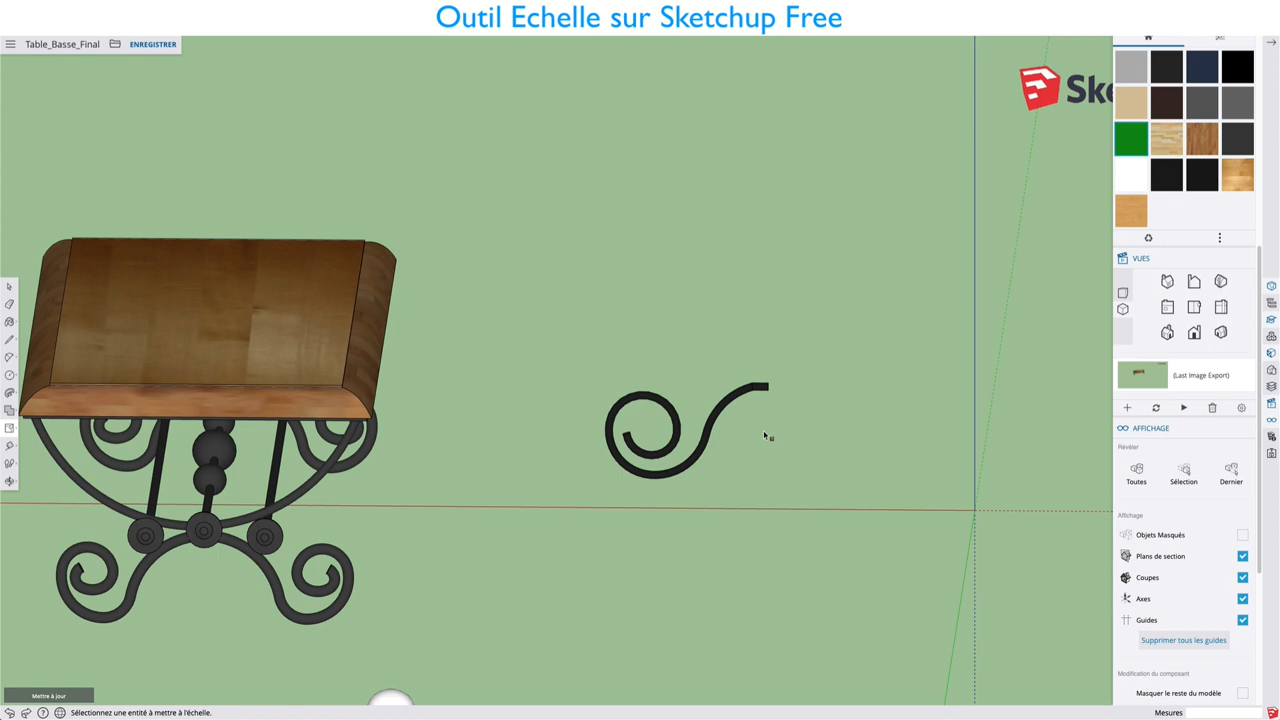 Outil Echelle sur Sketchup Free
Table_Basse_Final
ENREGISTRER
Ske
VUES
(Last Image Export)
AFFICHAGE
Révéler
Toutes
Sélection
Dernier
Affichage
Objets Masqués
Plans de section
Coupes
Axes
Guides
Supprimer tous les guides
Modification du composant
Masquer le reste du modèle
Mettre à jour
Sélectionnez une entité à mettre à l'échelle.
Mesures